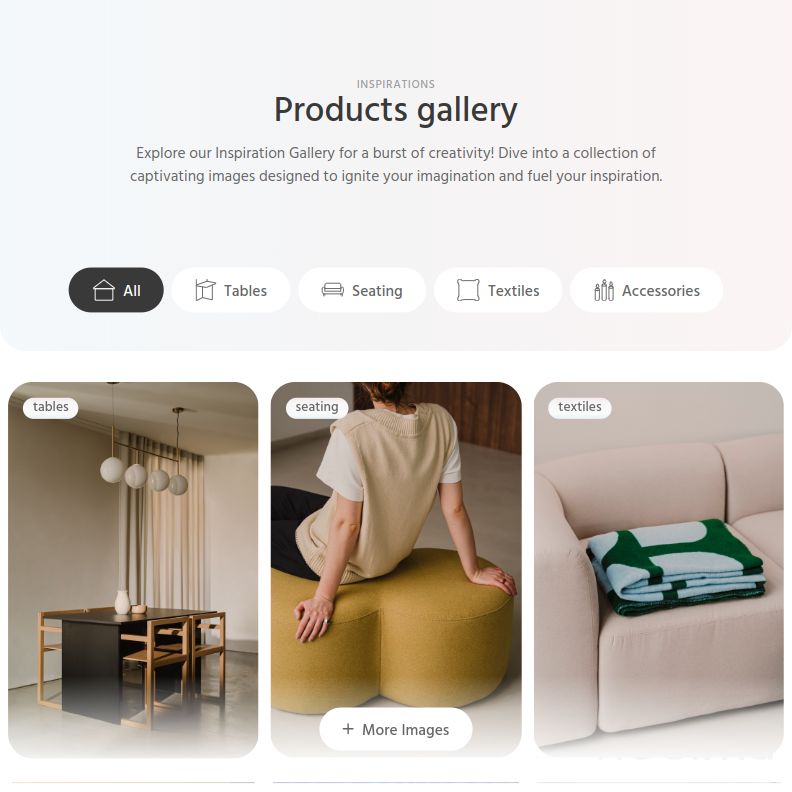 INSPIRATIONS
Products gallery
Explore our Inspiration Gallery for a burst of creativity! Dive into a collection of
captivating images designed to ignite your imagination and fuel your inspiration.
All
Tables
Seating
Textiles
Accessories
tables
seating
textiles
+ More Images